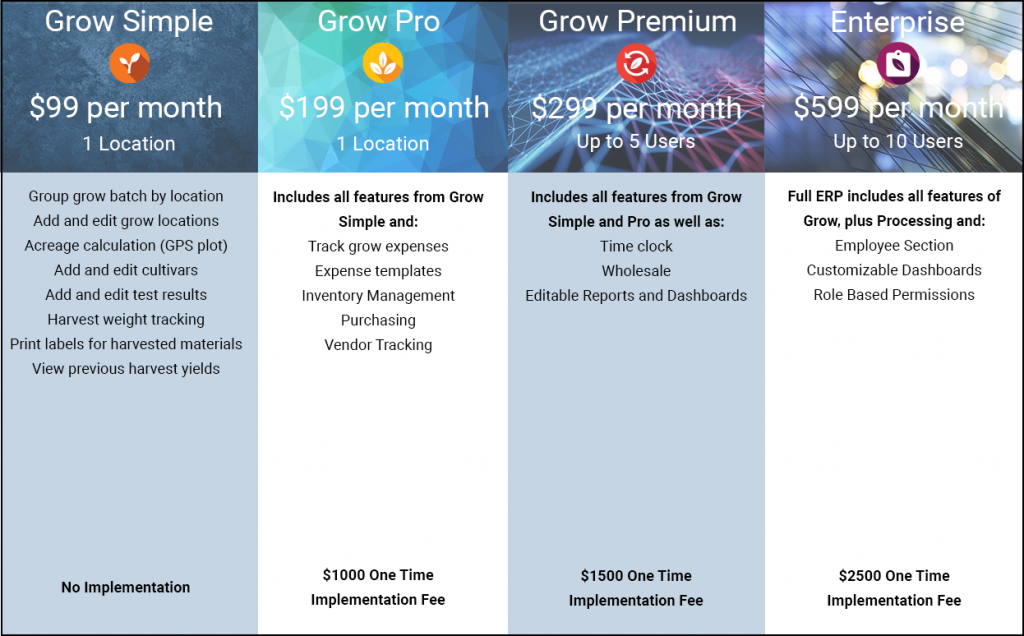 Grow Simple
$99 per month
1 Location
Group grow batch by location
Add and edit grow locations
Acreage calculation (GPS plot)
Add and edit cultivars
Add and edit test results
Harvest weight tracking
Print labels for harvested materials
View previous harvest yields
No Implementation
Grow Pro
$199 per month
1 Location
Includes all features from Grow
Simple and:
Track grow expenses
Expense templates
Inventory Management
Purchasing
Vendor Tracking
$1000 One Time
Implementation Fee
Grow Premium
$299 per month
Up to 5 Users
Includes all features from Grow
Simple and Pro as well as:
Time clock
Wholesale
Editable Reports and Dashboards
$1500 One Time
Implementation Fee
Enterprise
$599 per month
Up to 10 Users
Full ERP includes all features of
Grow, plus Processing and:
Employee Section
Customizable Dashboards
Role Based Permissions
$2500 One Time
Implementation Fee